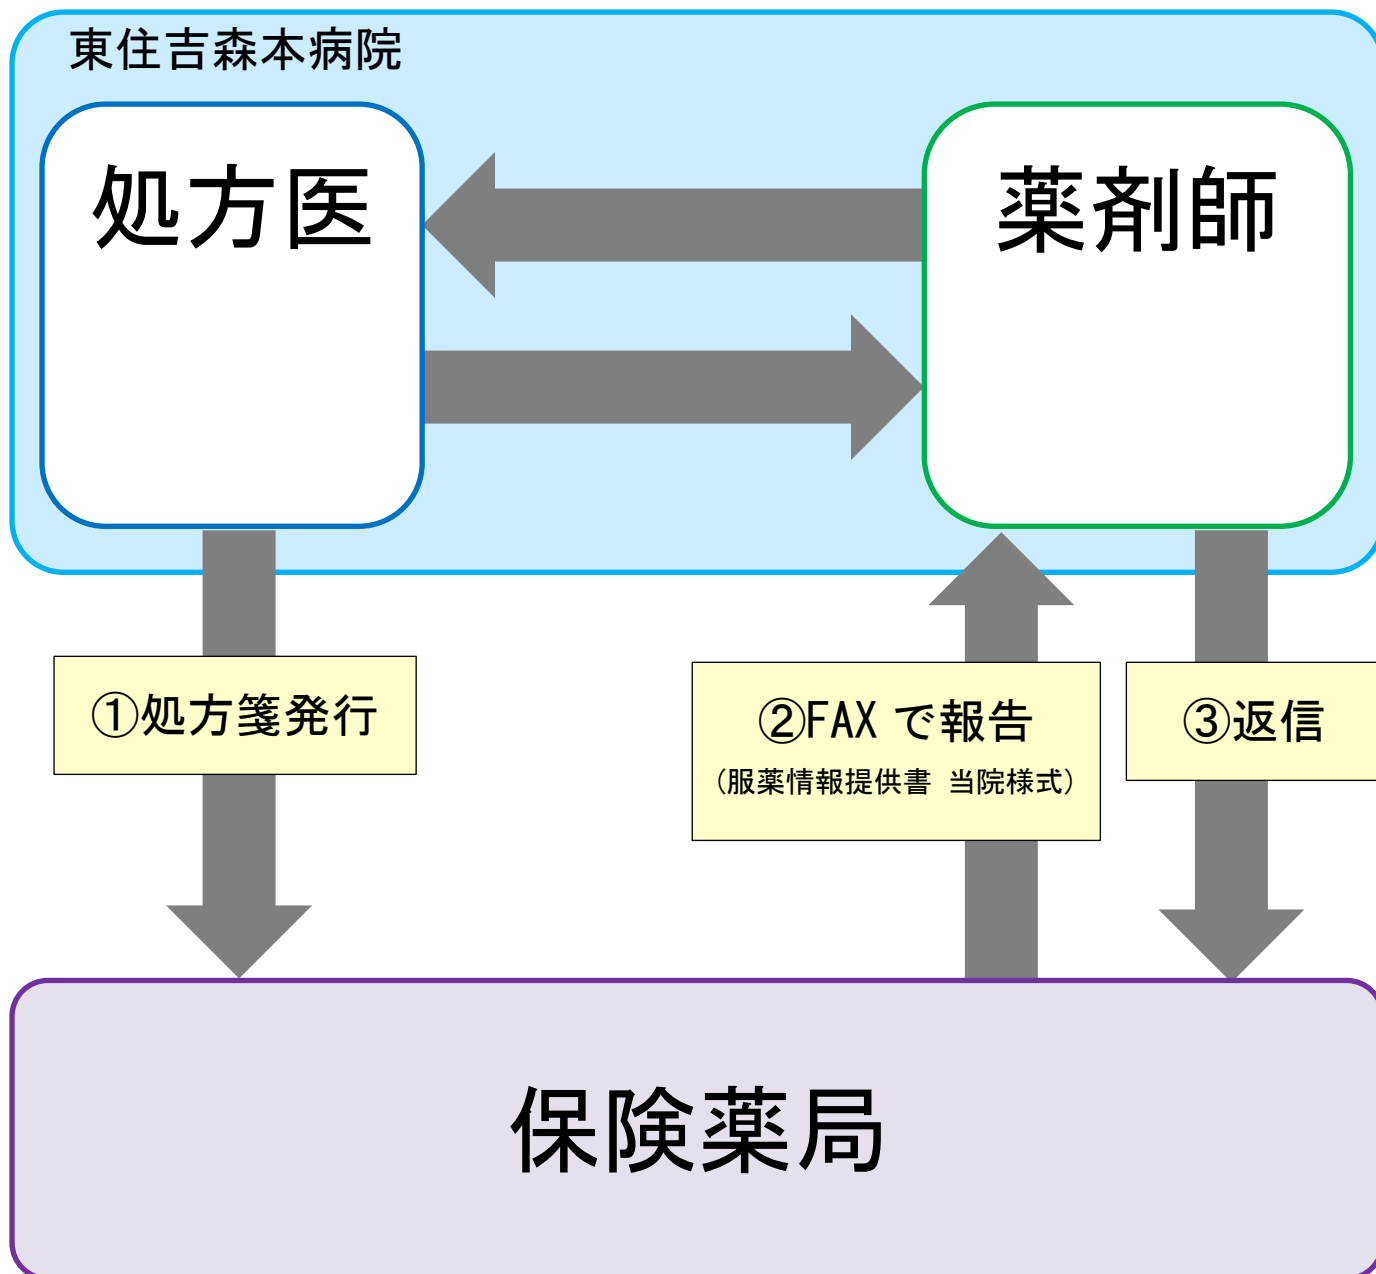 東住吉森本病院
処方医
薬剤師
①処方箋発行
②FAX で報告
（服薬情報提供書 当院様式）
③返信
保険薬局